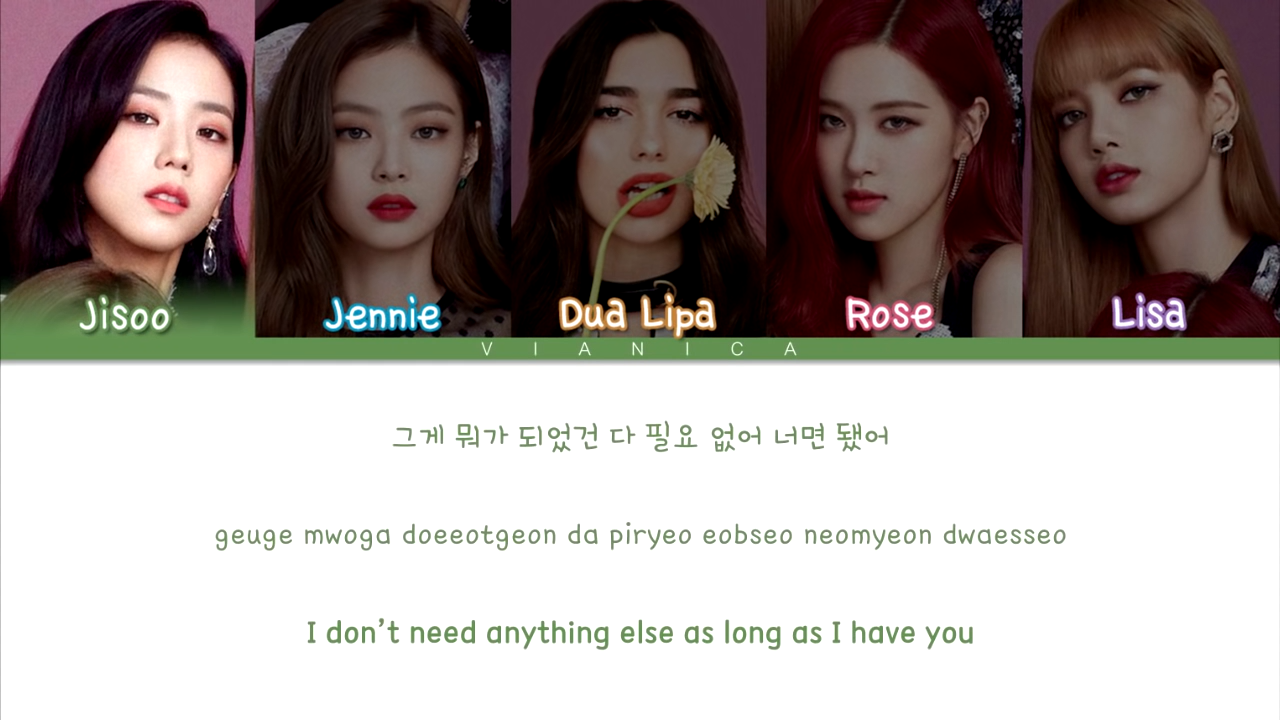 Jisoo Jennie Dua Lipa Rose Lisa
VIANICA
그게 뭐가 되었건 다 필요 없어 너면 됐어
geuge mwoga doeeotgeon da piryeo eobseo neomyeon dwaesseo
I don’t need anything else as long as I have you